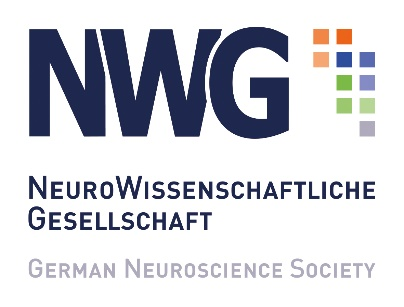 NWG
NEUROWISSENSCHAFTLICHE
GESELLSCHAFT
GERMAN NEUROSCIENCE SOCIETY